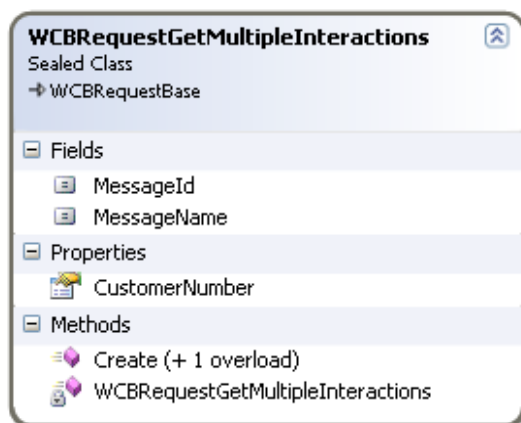 WCBRequestGetMultipleInteractions
Sealed Class
WCBRequestBase
Fields
MessageId
MessageName
Properties
CustomerNumber
Methods
Create (+ 1 overload)
WCBRequestGetMultipleInteractions